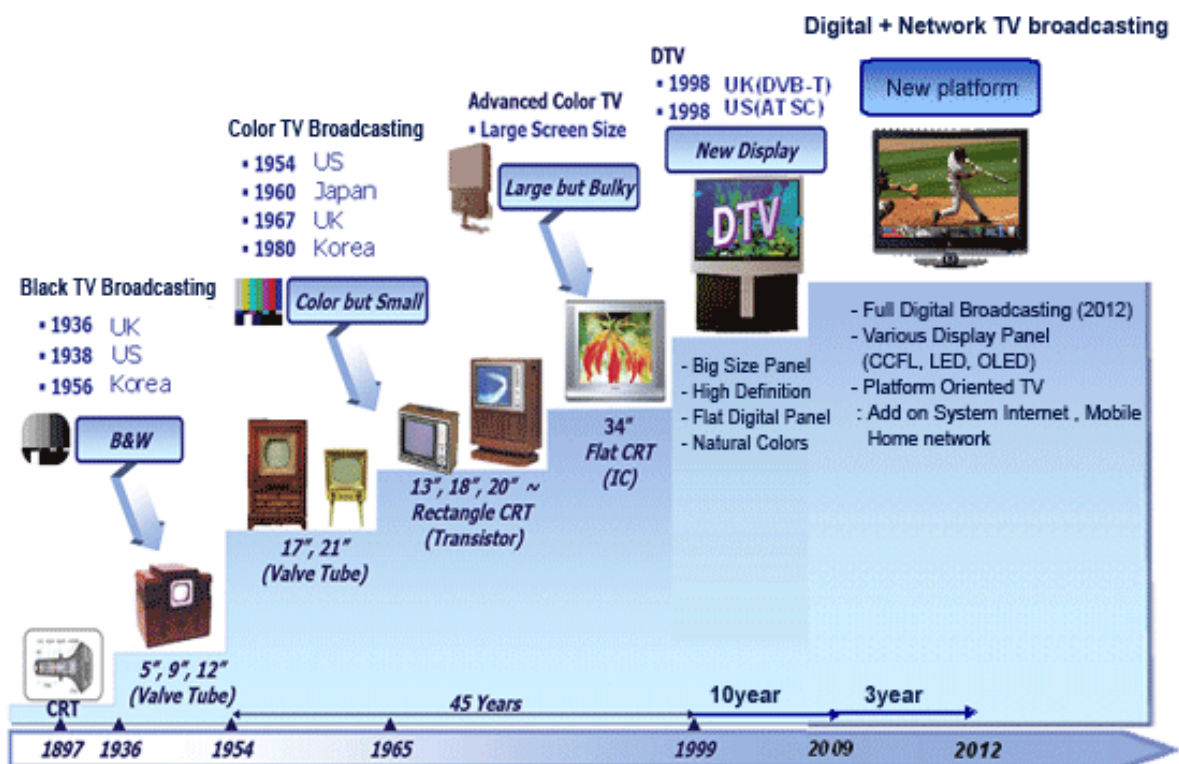 Digital + Network TV broadcasting
New platform
DTV
▪ 1998 UK(DVB-T)
▪ 1998 US(ATSC)
New Display
DTV
Advanced Color TV
▪ Large Screen Size
Large but Bulky
Color TV Broadcasting
▪ 1954 US
▪ 1960 Japan
▪ 1967 UK
▪ 1980 Korea
Color but Small
Black TV Broadcasting
▪ 1936 UK
▪ 1938 US
▪ 1956 Korea
B&W
- Full Digital Broadcasting (2012)
- Various Display Panel
(CCFL, LED, OLED)
- Platform Oriented TV
: Add on System Internet , Mobile
Home network
- Big Size Panel
- High Definition
- Flat Digital Panel
- Natural Colors
34″
Flat CRT
(IC)
13″, 18″, 20″ ~
Rectangle CRT
(Transistor)
17″, 21″
(Valve Tube)
5″, 9″, 12″
(Valve Tube)
CRT
45 Years
10year
3year
1897 1936 1954 1965 1999 2009 2012